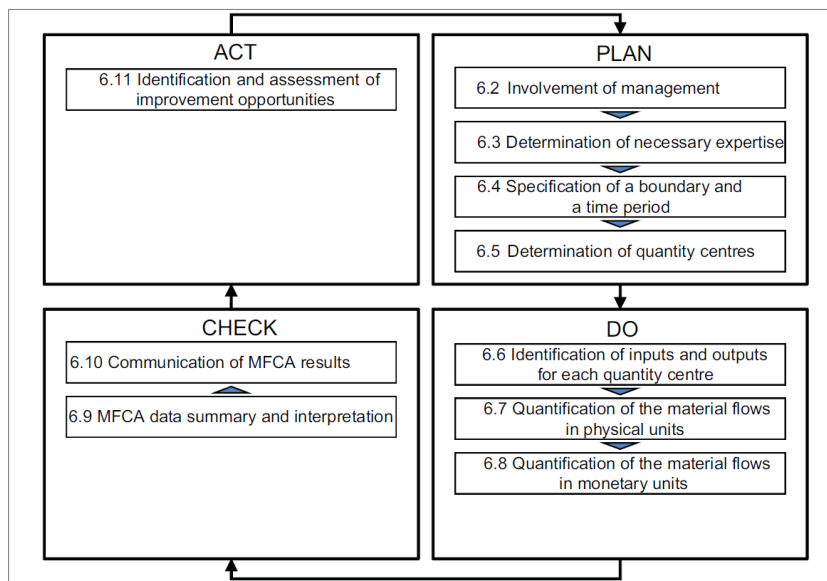 ACT
6.11 Identification and assessment of
improvement opportunities
PLAN
6.2 Involvement of management
6.3 Determination of necessary expertise
6.4 Specification of a boundary and
a time period
6.5 Determination of quantity centres
CHECK
6.10 Communication of MFCA results
6.9 MFCA data summary and interpretation
DO
6.6 Identification of inputs and outputs
for each quantity centre
6.7 Quantification of the material flows
in physical units
6.8 Quantification of the material flows
in monetary units